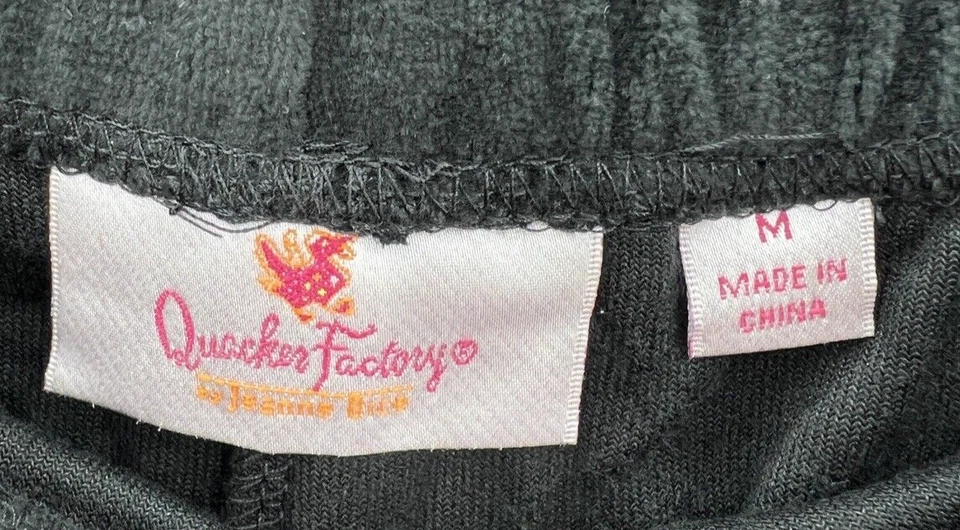 Quacker Factory®
by Jeanne Bice
M
MADE IN
CHINA